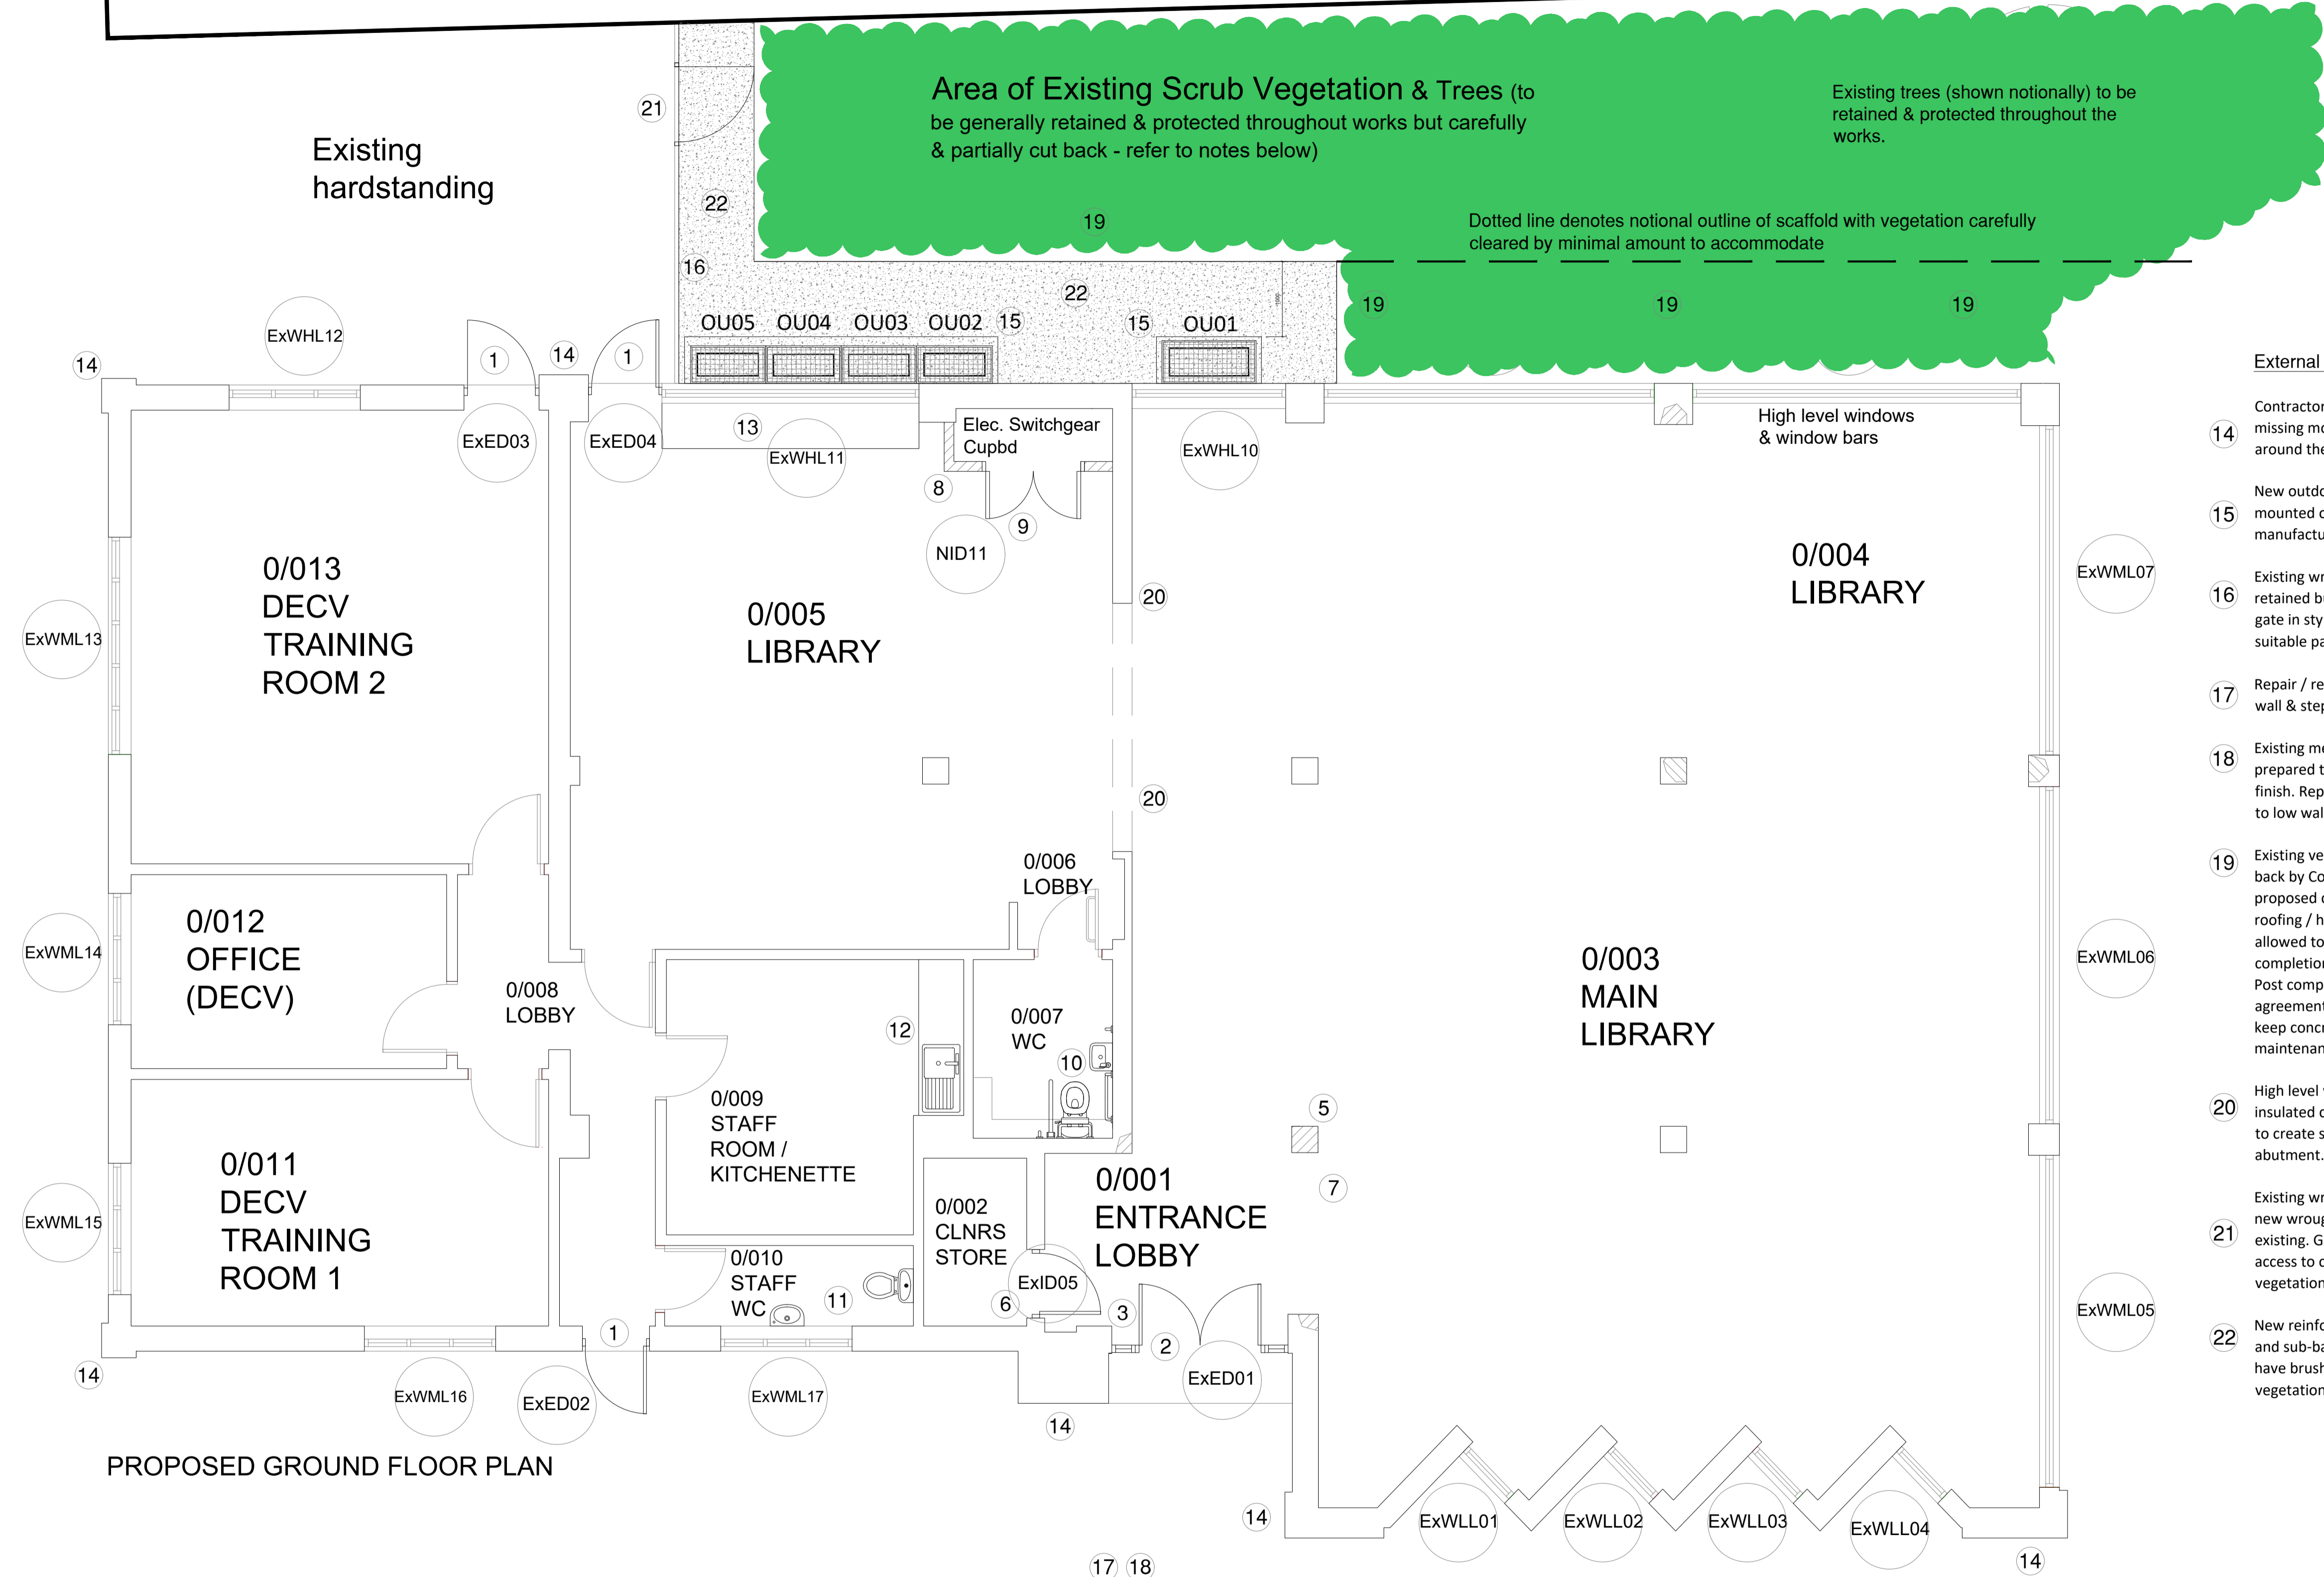 Area of Existing Scrub Vegetation & Trees (to
be generally retained & protected throughout works but carefully
& partially cut back - refer to notes below)
Existing trees (shown notionally) to be
retained & protected throughout the
works.
21
Existing
hardstanding
22
19
Dotted line denotes notional outline of scaffold with vegetation carefully
cleared by minimal amount to accommodate
16
22
19
19
19
OU05
OU04
OU03
OU02
15
15
OU01
ExWHL12
14
1
14
1
ExED03
ExED04
13
ExWHL11
Elec. Switchgear
Cupbd
ExWHL10
High level windows
& window bars
8
9
NID11
0/013
DECV
TRAINING
ROOM 2
0/005
LIBRARY
0/004
LIBRARY
20
ExWML13
ExWML07
20
0/006
LOBBY
0/012
OFFICE
(DECV)
ExWML14
0/008
LOBBY
12
0/007
WC
10
0/003
MAIN
LIBRARY
ExWML06
0/009
STAFF
ROOM /
KITCHENETTE
5
7
0/011
DECV
TRAINING
ROOM 1
ExWML15
0/002
CLNRS
STORE
0/001
ENTRANCE
LOBBY
0/010
STAFF
WC
11
ExID05
6
3
2
1
ExWML05
14
ExWML16
ExED02
ExWML17
ExED01
14
PROPOSED GROUND FLOOR PLAN
14
ExWLL01
ExWLL02
ExWLL03
ExWLL04
14
17
18
External
14
Contractor
missing mo
around the
15
New outdo
mounted o
manufactu
16
Existing wr
retained bu
gate in sty
suitable pa
17
Repair / re
wall & step
18
Existing me
prepared t
finish. Rep
to low wal
19
Existing ve
back by Co
proposed c
roofing / h
allowed to
completion
Post comp
agreement
keep concr
maintenan
20
High level
insulated c
to create s
abutment.
21
Existing wr
new wroug
existing. G
access to c
vegetation
22
New reinfo
and sub-ba
have brush
vegetation